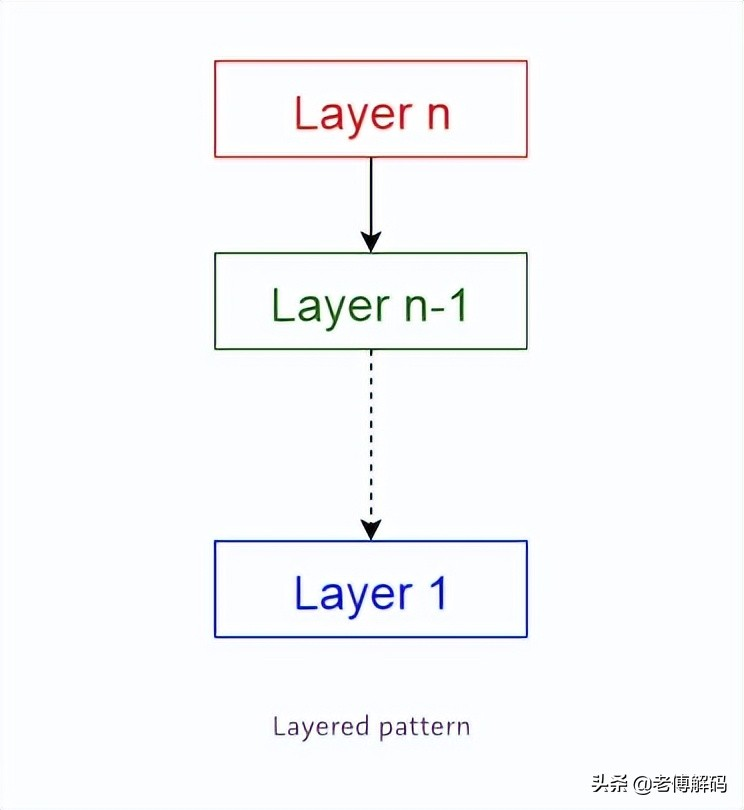 Layer n
Layer n-1
Layer 1
Layered pattern
头条 @老傅解码